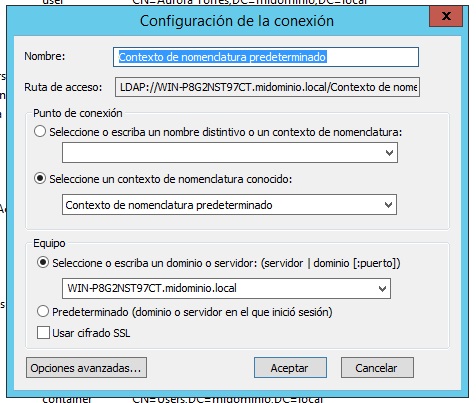 user CN=Aurora Torres,DC=midominio,DC=local
Configuración de la conexión
x
Nombre: Contexto de nomenclatura predeterminado
Ruta de acceso: LDAP://WIN-P8G2NST97CT.midominio.local/Contexto de nome
Punto de conexión
Seleccione o escriba un nombre distintivo o un contexto de nomenclatura:
Seleccione un contexto de nomenclatura conocido:
Contexto de nomenclatura predeterminado
Equipo
Seleccione o escriba un dominio o servidor: (servidor | dominio [:puerto])
WIN-P8G2NST97CT.midominio.local
Predeterminado (dominio o servidor en el que inició sesión)
Usar cifrado SSL
Opciones avanzadas... Aceptar Cancelar
container CN=Users,DC=midominio,DC=local